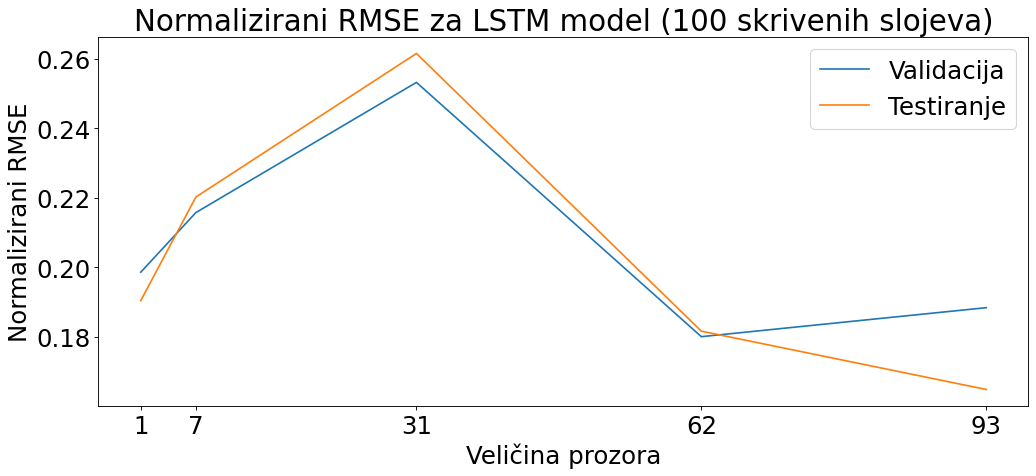 Normalizirani RMSE za LSTM model (100 skrivenih slojeva)
Normalizirani RMSE
0.26
0.24
0.22
0.20
0.18
Validacija
Testiranje
1 7 31 62 93
Veličina prozora